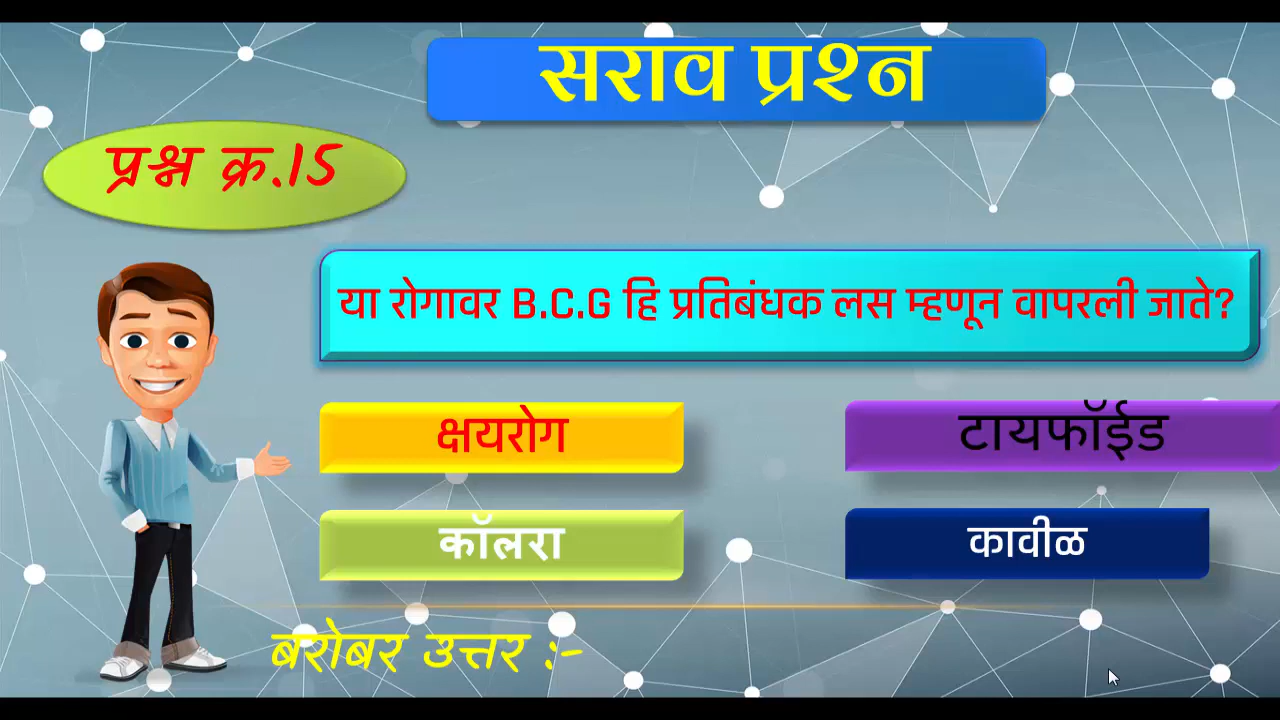 सराव प्रश्न
प्रश्न क्र.15
या रोगावर B.C.G हि प्रतिबंधक लस म्हणून वापरली जाते?
क्षयरोग
टायफॉईड
कॉलरा
कावीळ
बरोबर उत्तर :-